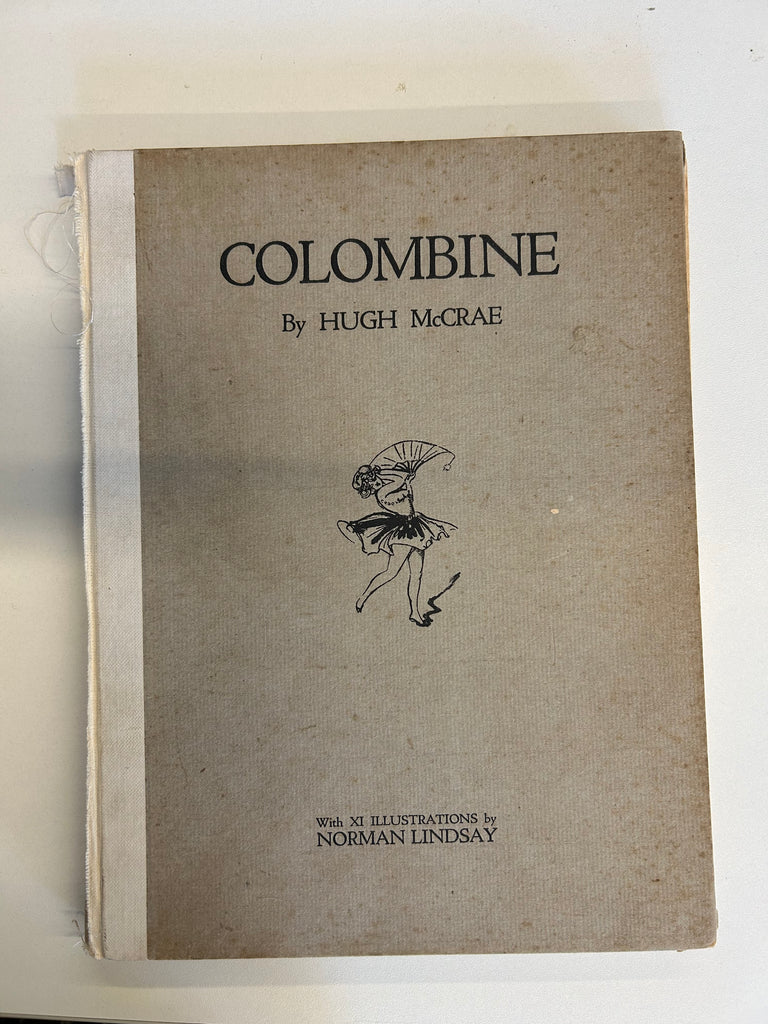 COLOMBINE
By HUGH McCRAE
With XI ILLUSTRATIONS by
NORMAN LINDSAY